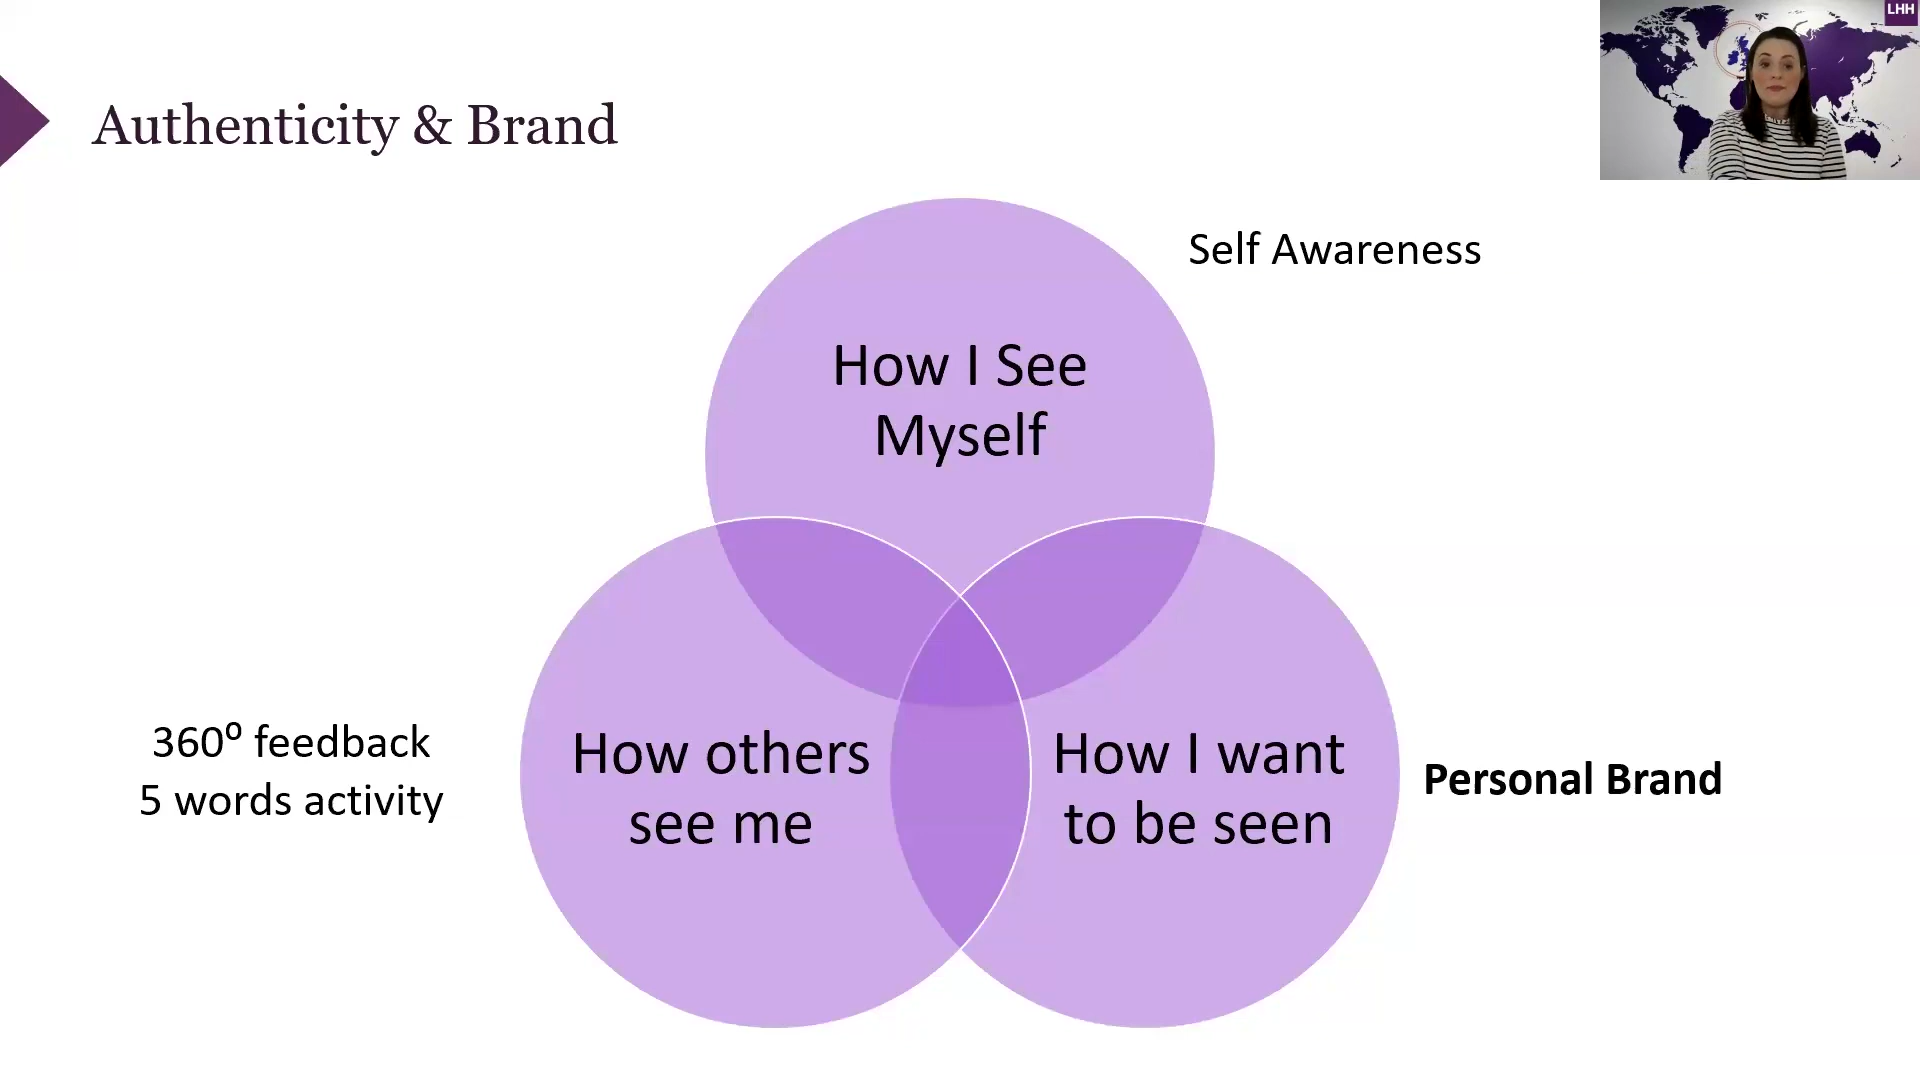 LHH
Authenticity & Brand
Self Awareness
How I See
Myself
360⁰ feedback
5 words activity
How others
see me
How I want
to be seen
Personal Brand